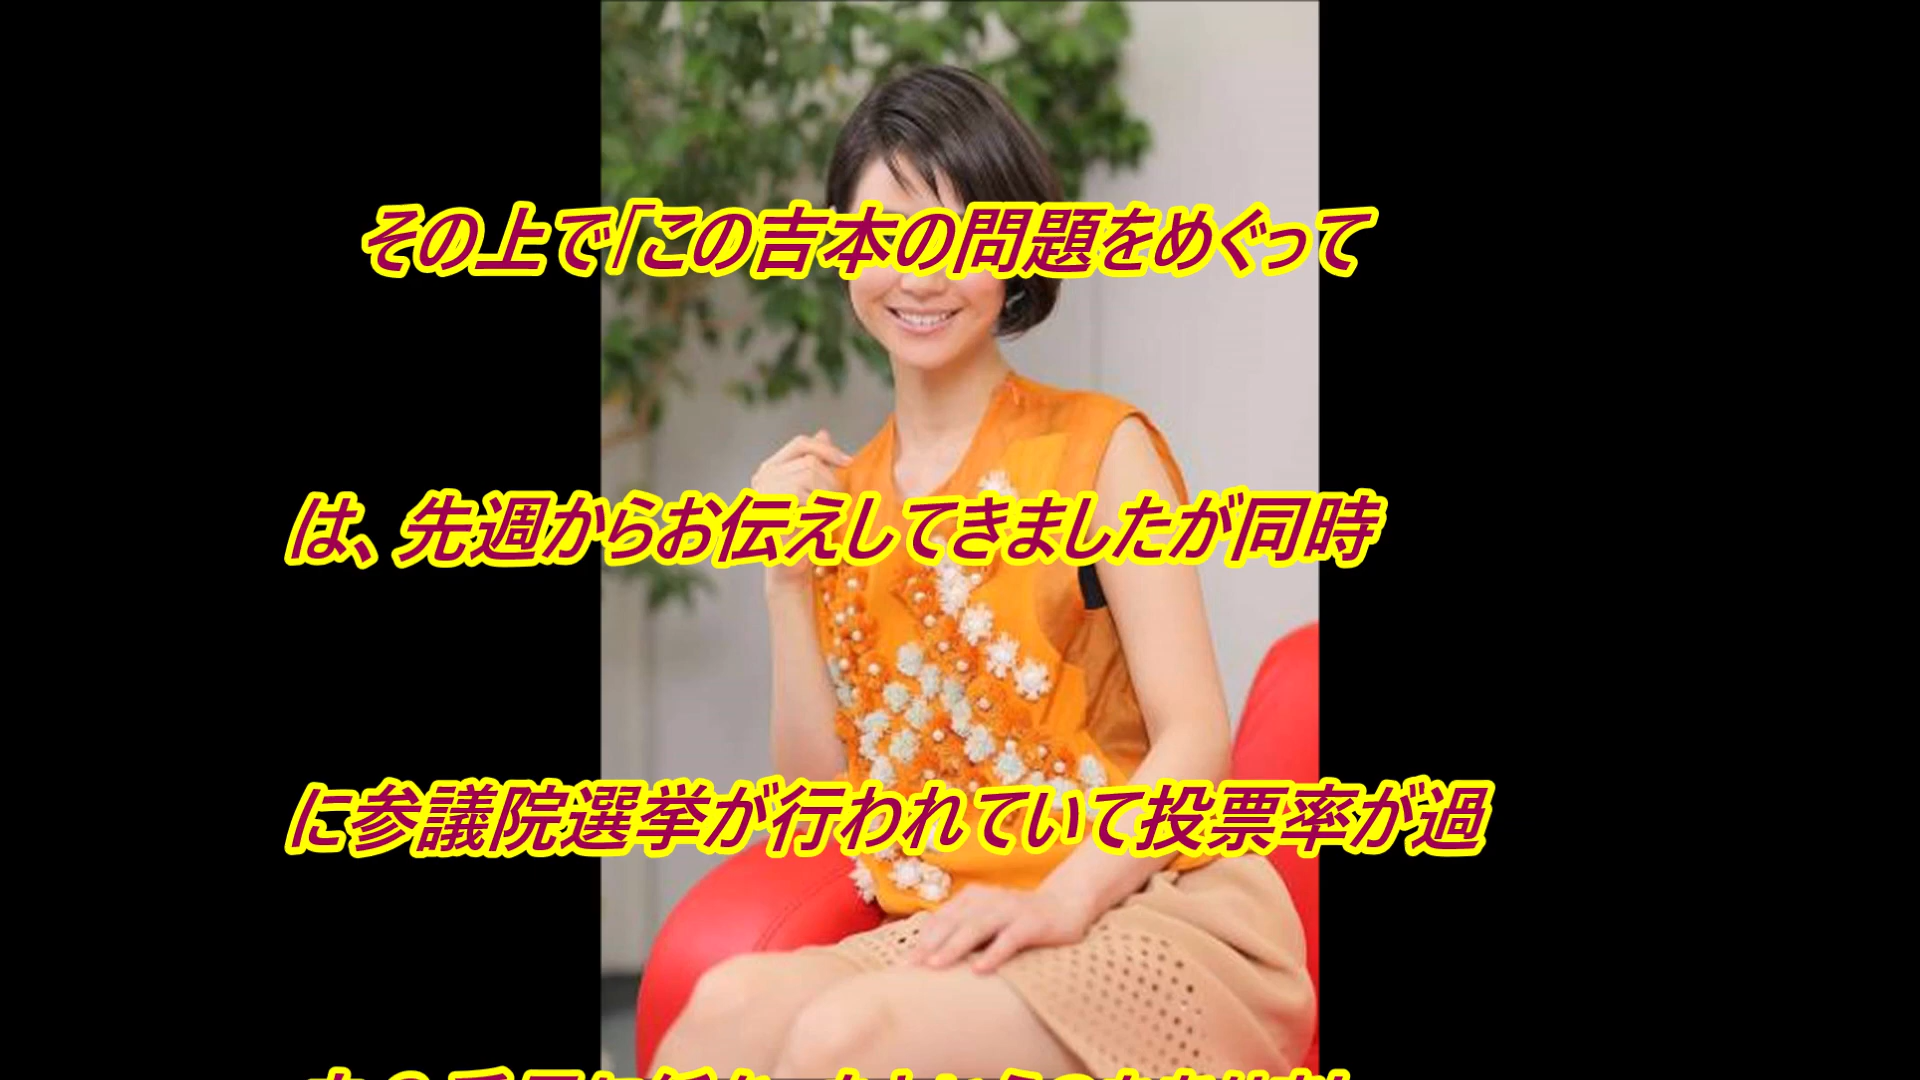 その上で「この吉本の問題をめぐって
は、先週からお伝えしてきましたが同時
に参議院選挙が行われていて投票率が過